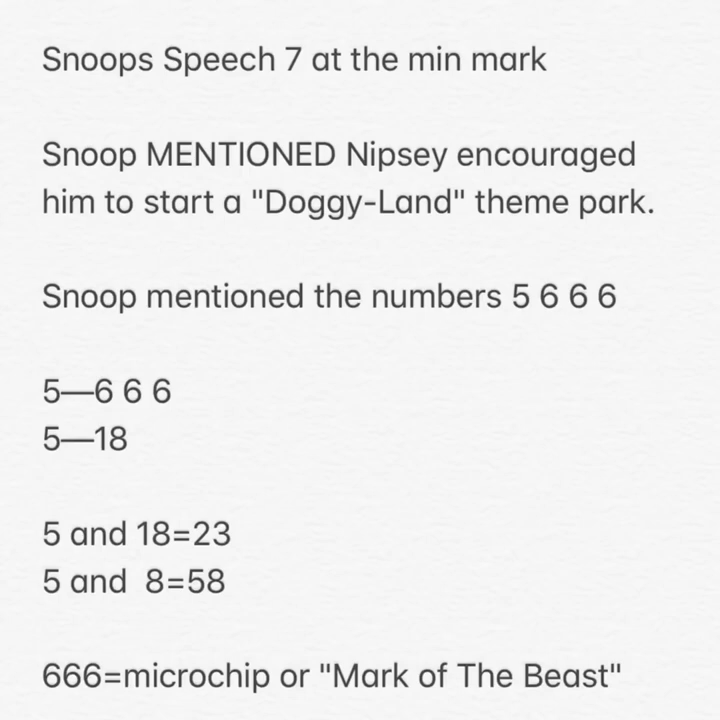 Snoops Speech 7 at the min mark
Snoop MENTIONED Nipsey encouraged
him to start a "Doggy-Land" theme park.
Snoop mentioned the numbers 5 6 6 6
5—6 6 6
5—18
5 and 18=23
5 and  8=58
666=microchip or "Mark of The Beast"